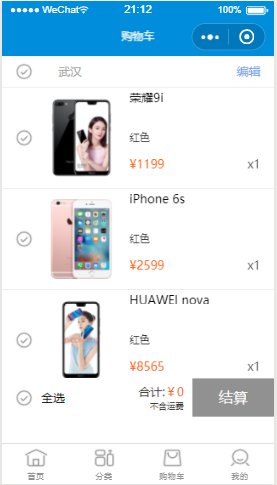 WeChat 21:12 100%
购物车
武汉 编辑
荣耀9i
红色
¥1199 x1
iPhone 6s
红色
¥2599 x1
HUAWEI nova
红色
¥8565 x1
全选 合计:¥0 结算
不含运费
首页 分类 购物车 我的